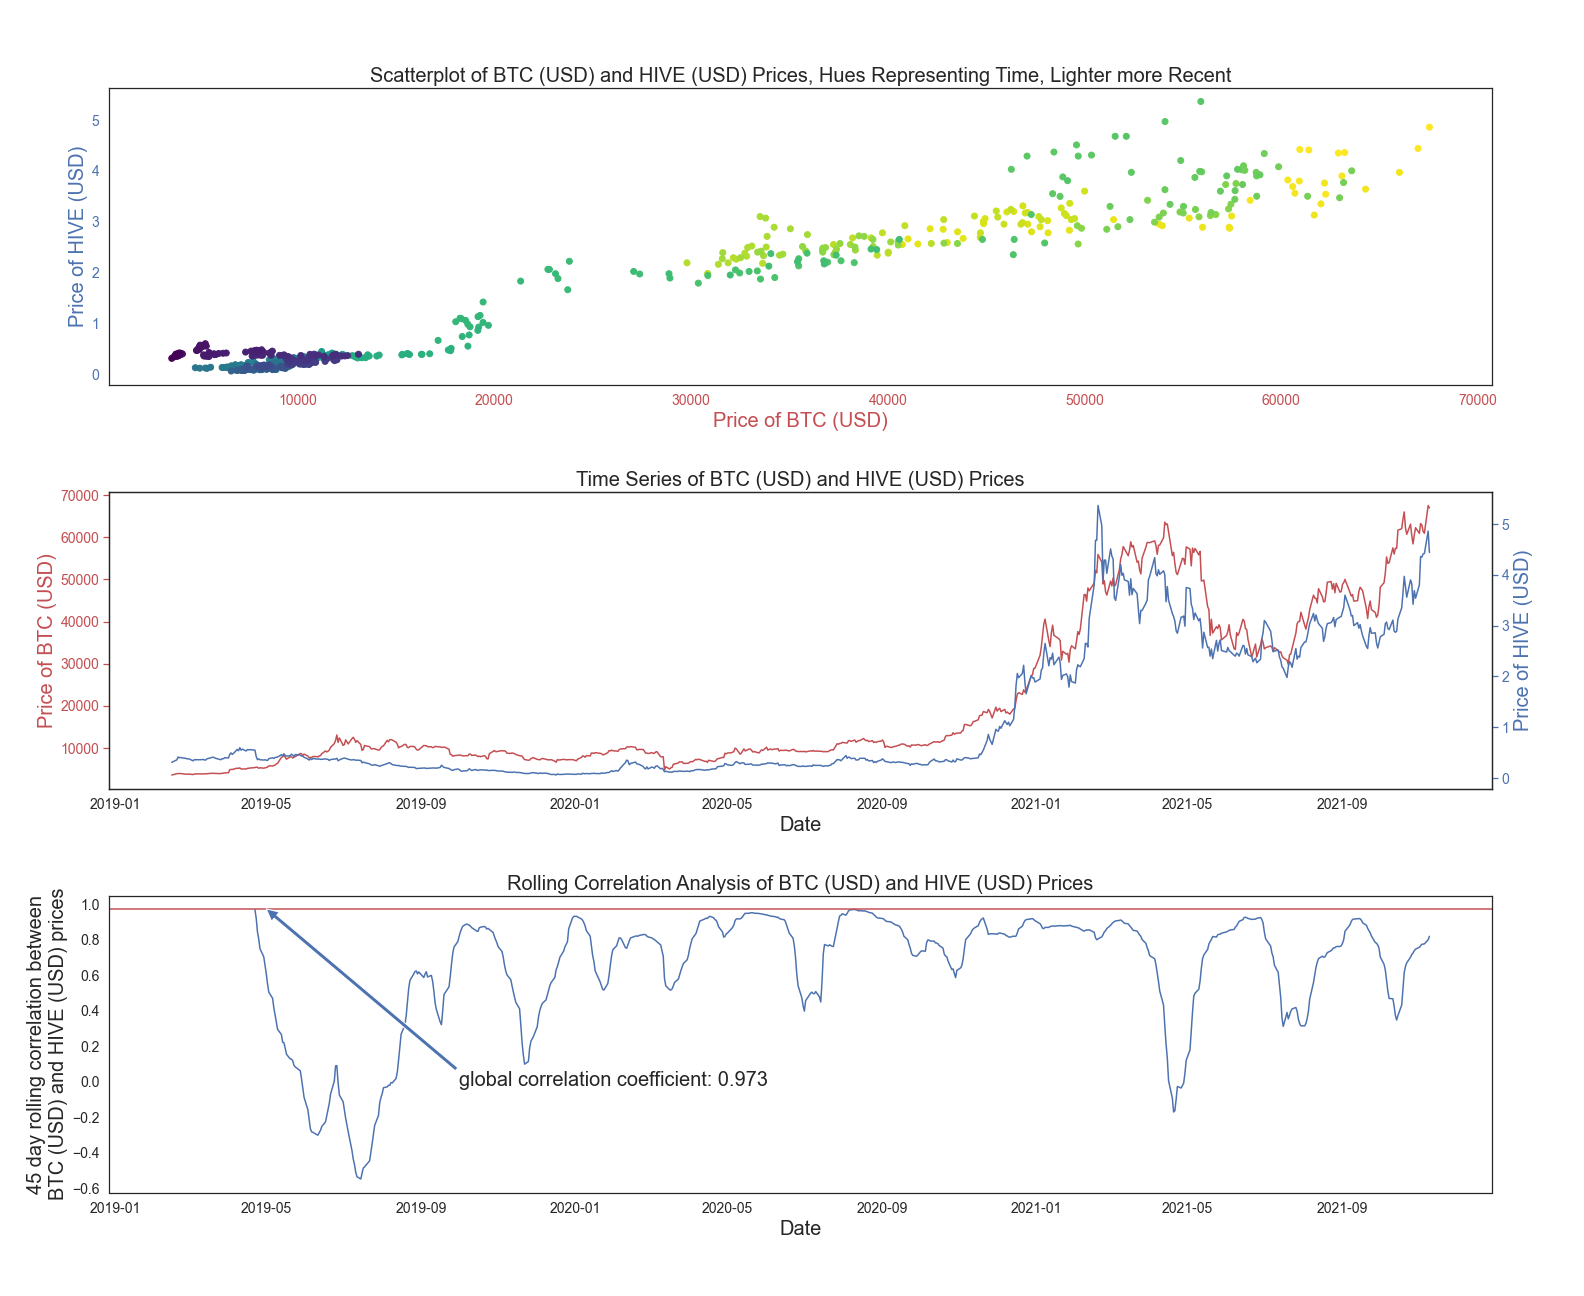 Scatterplot of BTC (USD) and HIVE (USD) Prices, Hues Representing Time, Lighter more Recent
Price of HIVE (USD)
5
4
3
2
1
0
10000 20000 30000 40000 50000 60000 70000
Price of BTC (USD)
Time Series of BTC (USD) and HIVE (USD) Prices
Price of BTC (USD)
70000
60000
50000
40000
30000
20000
10000
5
4
3
2
1
0
Price of HIVE (USD)
2019-01 2019-05 2019-09 2020-01 2020-05 2020-09 2021-01 2021-05 2021-09
Date
Rolling Correlation Analysis of BTC (USD) and HIVE (USD) Prices
45 day rolling correlation between
BTC (USD) and HIVE (USD) prices
1.0
0.8
0.6
0.4
0.2
0.0
−0.2
−0.4
−0.6
global correlation coefficient: 0.973
2019-01 2019-05 2019-09 2020-01 2020-05 2020-09 2021-01 2021-05 2021-09
Date